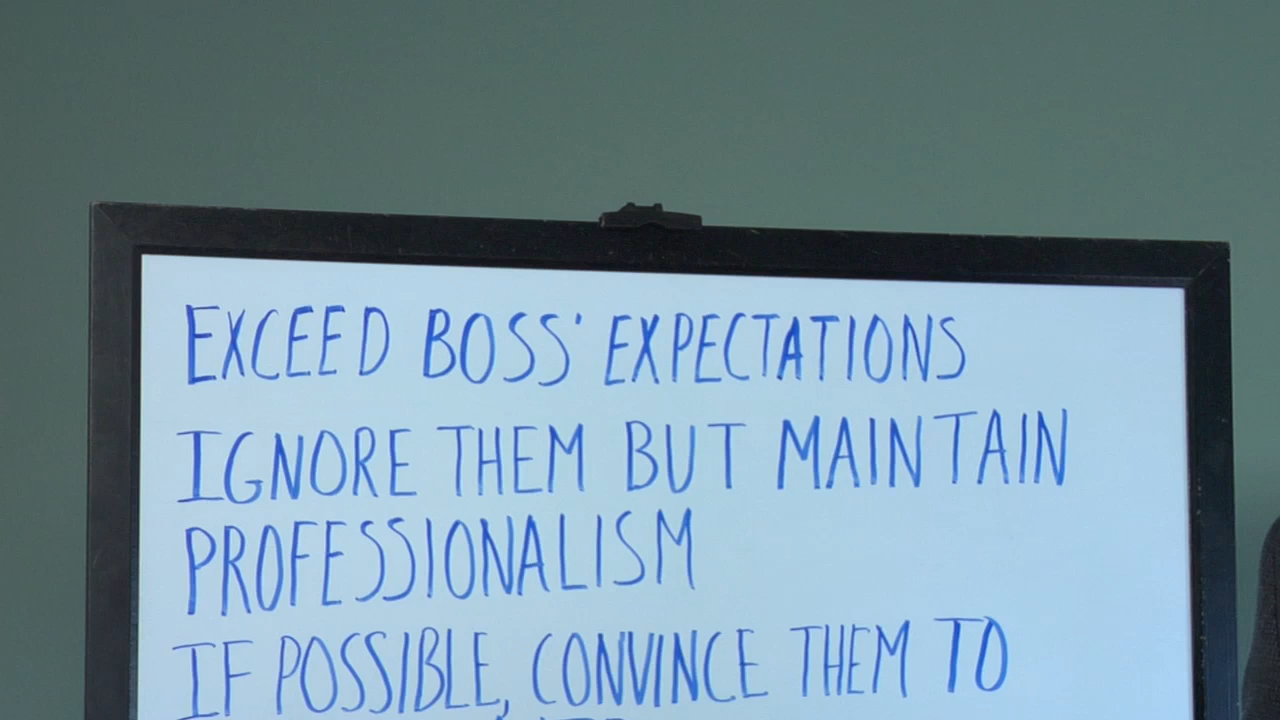 EXCEED BOSS' EXPECTATIONS
IGNORE THEM BUT MAINTAIN
PROFESSIONALISM
IF POSSIBLE, CONVINCE THEM TO